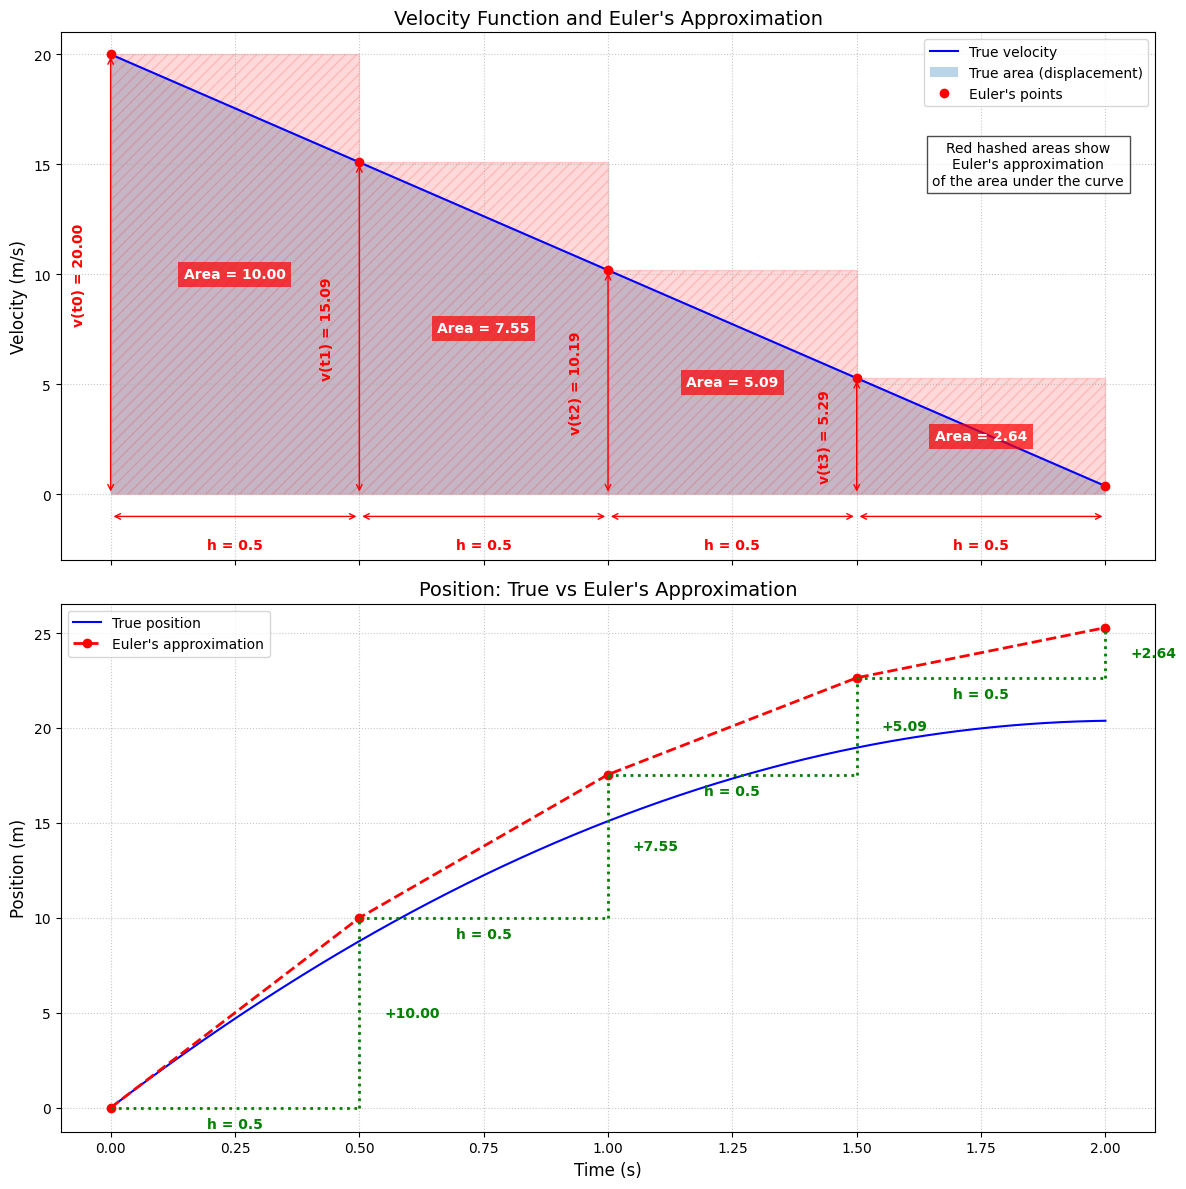 Velocity Function and Euler's Approximation
Velocity (m/s)
20
15
10
5
0
True velocity
True area (displacement)
Euler's points
Red hashed areas show
Euler's approximation
of the area under the curve
v(t0) = 20.00
Area = 10.00
v(t1) = 15.09
Area = 7.55
v(t2) = 10.19
Area = 5.09
v(t3) = 5.29
Area = 2.64
h = 0.5
h = 0.5
h = 0.5
h = 0.5
Position: True vs Euler's Approximation
Position (m)
25
20
15
10
5
0
True position
Euler's approximation
+2.64
h = 0.5
+5.09
h = 0.5
+7.55
h = 0.5
+10.00
h = 0.5
0.00 0.25 0.50 0.75 1.00 1.25 1.50 1.75 2.00
Time (s)